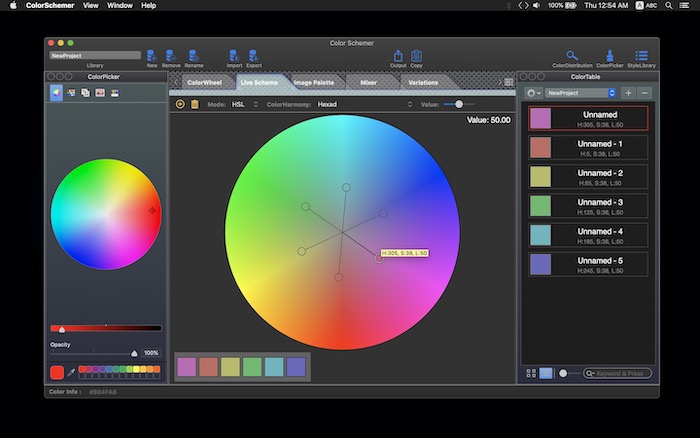 ColorSchemer View Window Help
100% Thu 12:54 AM A ABC
Color Schemer
NewProject
Library New Remove Rename Import Export Output Copy ColorDistribution ColorPicker StyleLibrary
ColorPicker
ColorWheel Live Scheme Image Palette Mixer Variations
ColorTable
Mode: HSL ColorHarmony: Hexad Value:
NewProject
Value: 50.00
Unnamed
H:305, S:38, L:50
Unnamed - 1
H:5, S:38, L:50
Unnamed - 2
H:65, S:38, L:50
Unnamed - 3
H:125, S:38, L:50
Unnamed - 4
H:185, S:38, L:50
Unnamed - 5
H:245, S:38, L:50
H:305, S:38, L:50
Opacity
100%
Keyword & Press
Color Info : #B04FA8